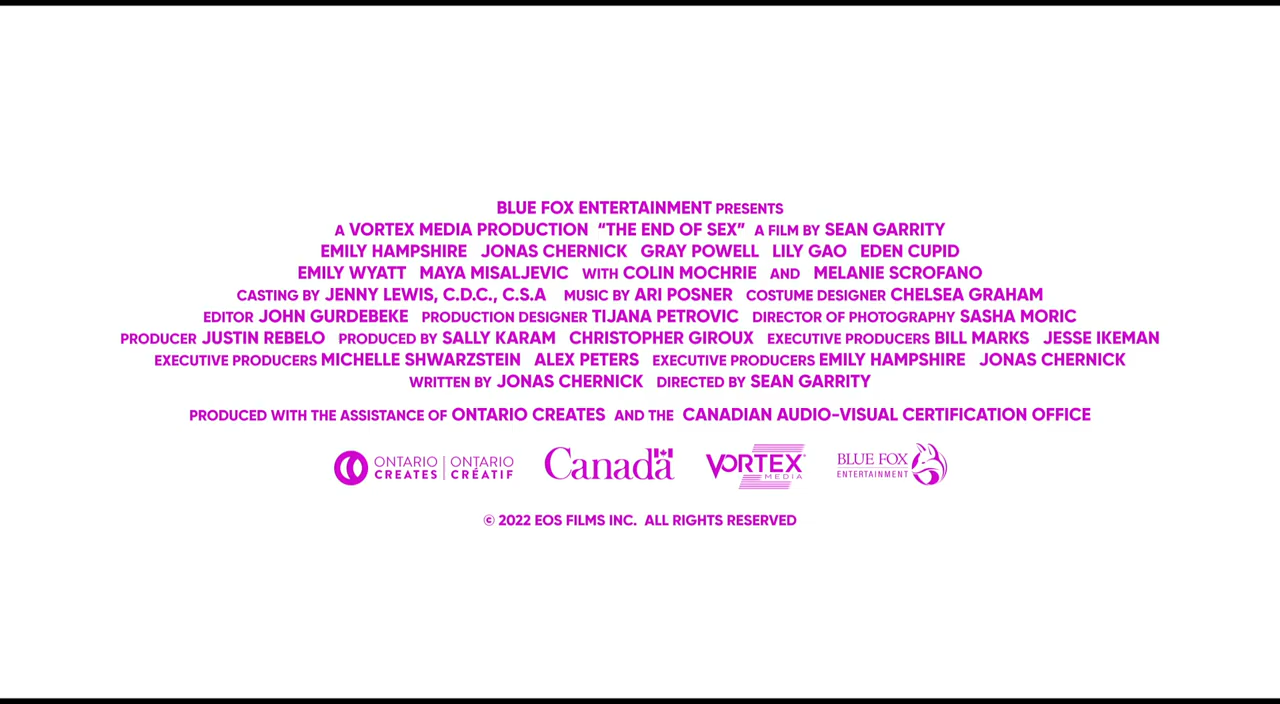 BLUE FOX ENTERTAINMENT PRESENTS
A VORTEX MEDIA PRODUCTION “THE END OF SEX” A FILM BY SEAN GARRITY
EMILY HAMPSHIRE JONAS CHERNICK GRAY POWELL LILY GAO EDEN CUPID
EMILY WYATT MAYA MISALJEVIC WITH COLIN MOCHRIE AND MELANIE SCROFANO
CASTING BY JENNY LEWIS, C.D.C., C.S.A MUSIC BY ARI POSNER COSTUME DESIGNER CHELSEA GRAHAM
EDITOR JOHN GURDEBEKE PRODUCTION DESIGNER TIJANA PETROVIC DIRECTOR OF PHOTOGRAPHY SASHA MORIC
PRODUCER JUSTIN REBELO PRODUCED BY SALLY KARAM CHRISTOPHER GIROUX EXECUTIVE PRODUCERS BILL MARKS JESSE IKEMAN
EXECUTIVE PRODUCERS MICHELLE SHWARZSTEIN ALEX PETERS EXECUTIVE PRODUCERS EMILY HAMPSHIRE JONAS CHERNICK
WRITTEN BY JONAS CHERNICK DIRECTED BY SEAN GARRITY
PRODUCED WITH THE ASSISTANCE OF ONTARIO CREATES AND THE CANADIAN AUDIO-VISUAL CERTIFICATION OFFICE
ONTARIO CREATES ONTARIO CRÉATIF
Canada
VORTEX MEDIA
BLUE FOX ENTERTAINMENT
© 2022 EOS FILMS INC. ALL RIGHTS RESERVED